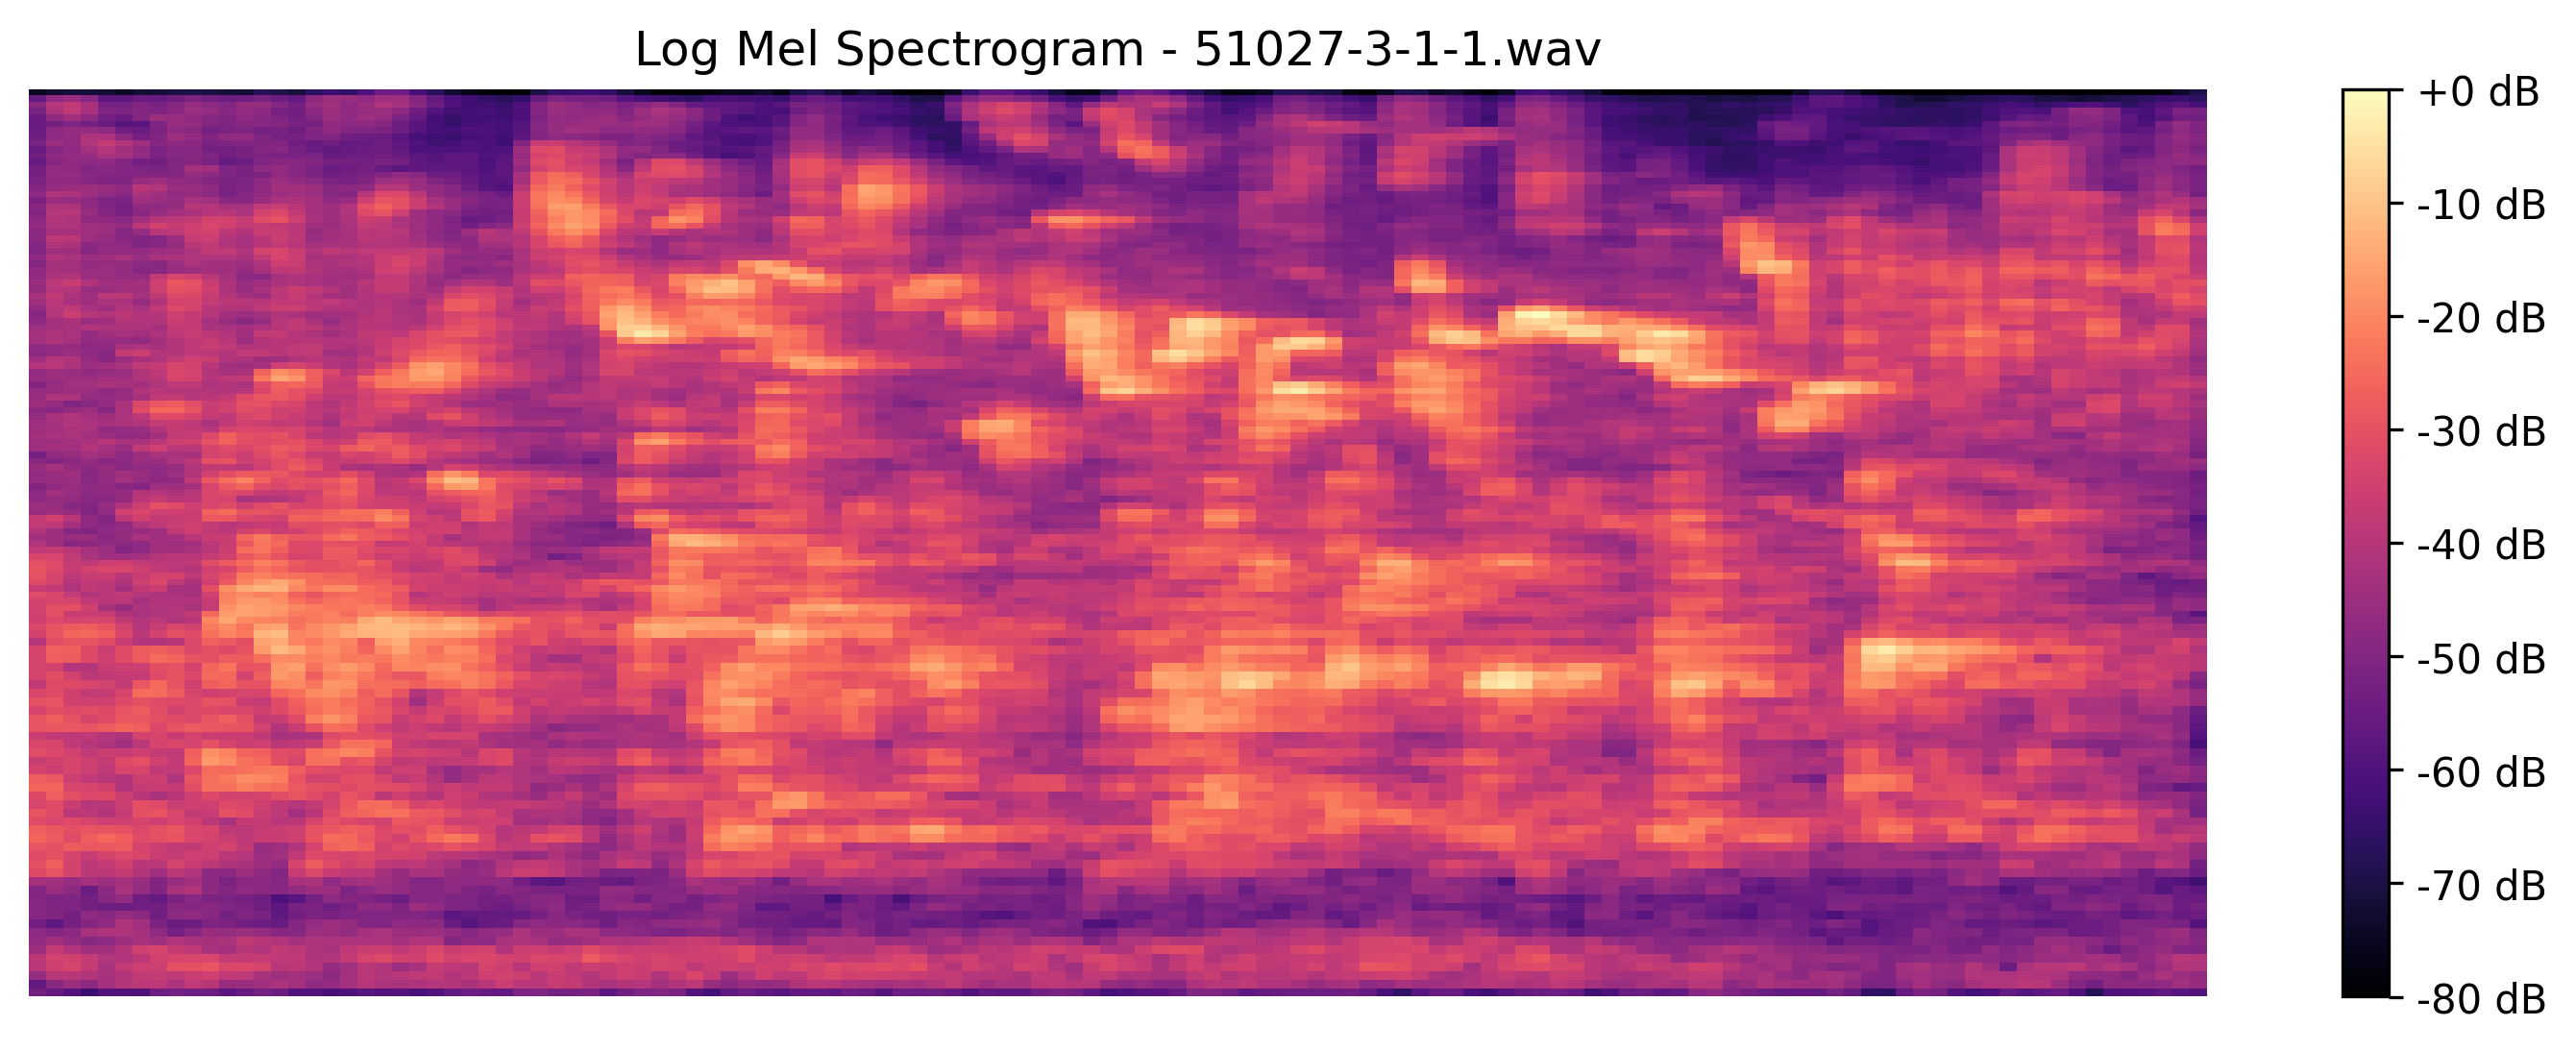 Log Mel Spectrogram - 51027-3-1-1.wav
+0 dB
-10 dB
-20 dB
-30 dB
-40 dB
-50 dB
-60 dB
-70 dB
-80 dB